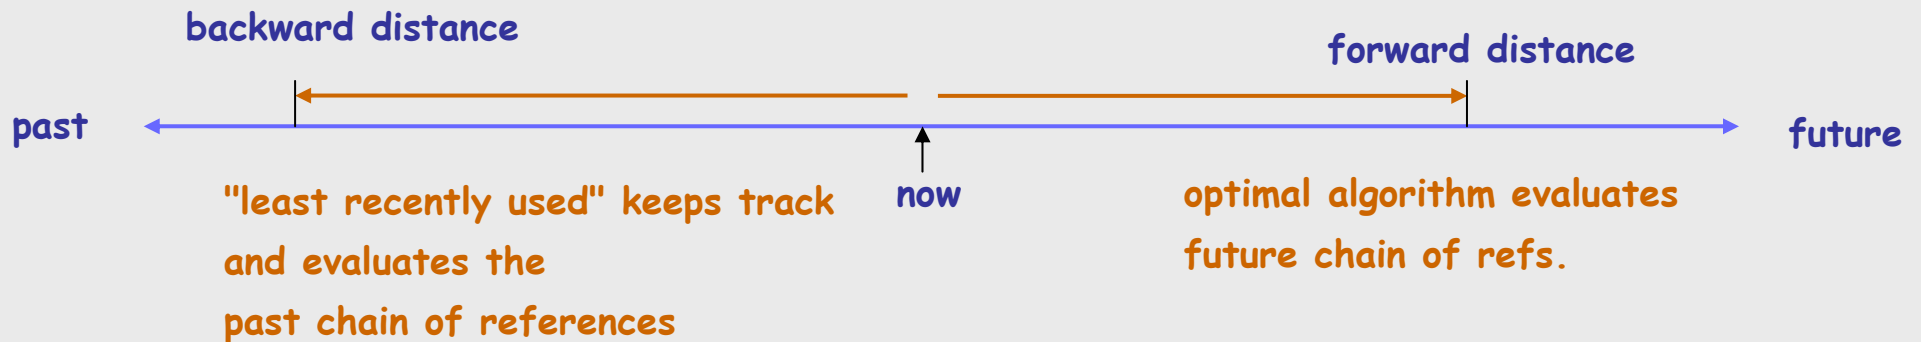 backward distance
forward distance
past
future
now
"least recently used" keeps track
and evaluates the
past chain of references
optimal algorithm evaluates
future chain of refs.